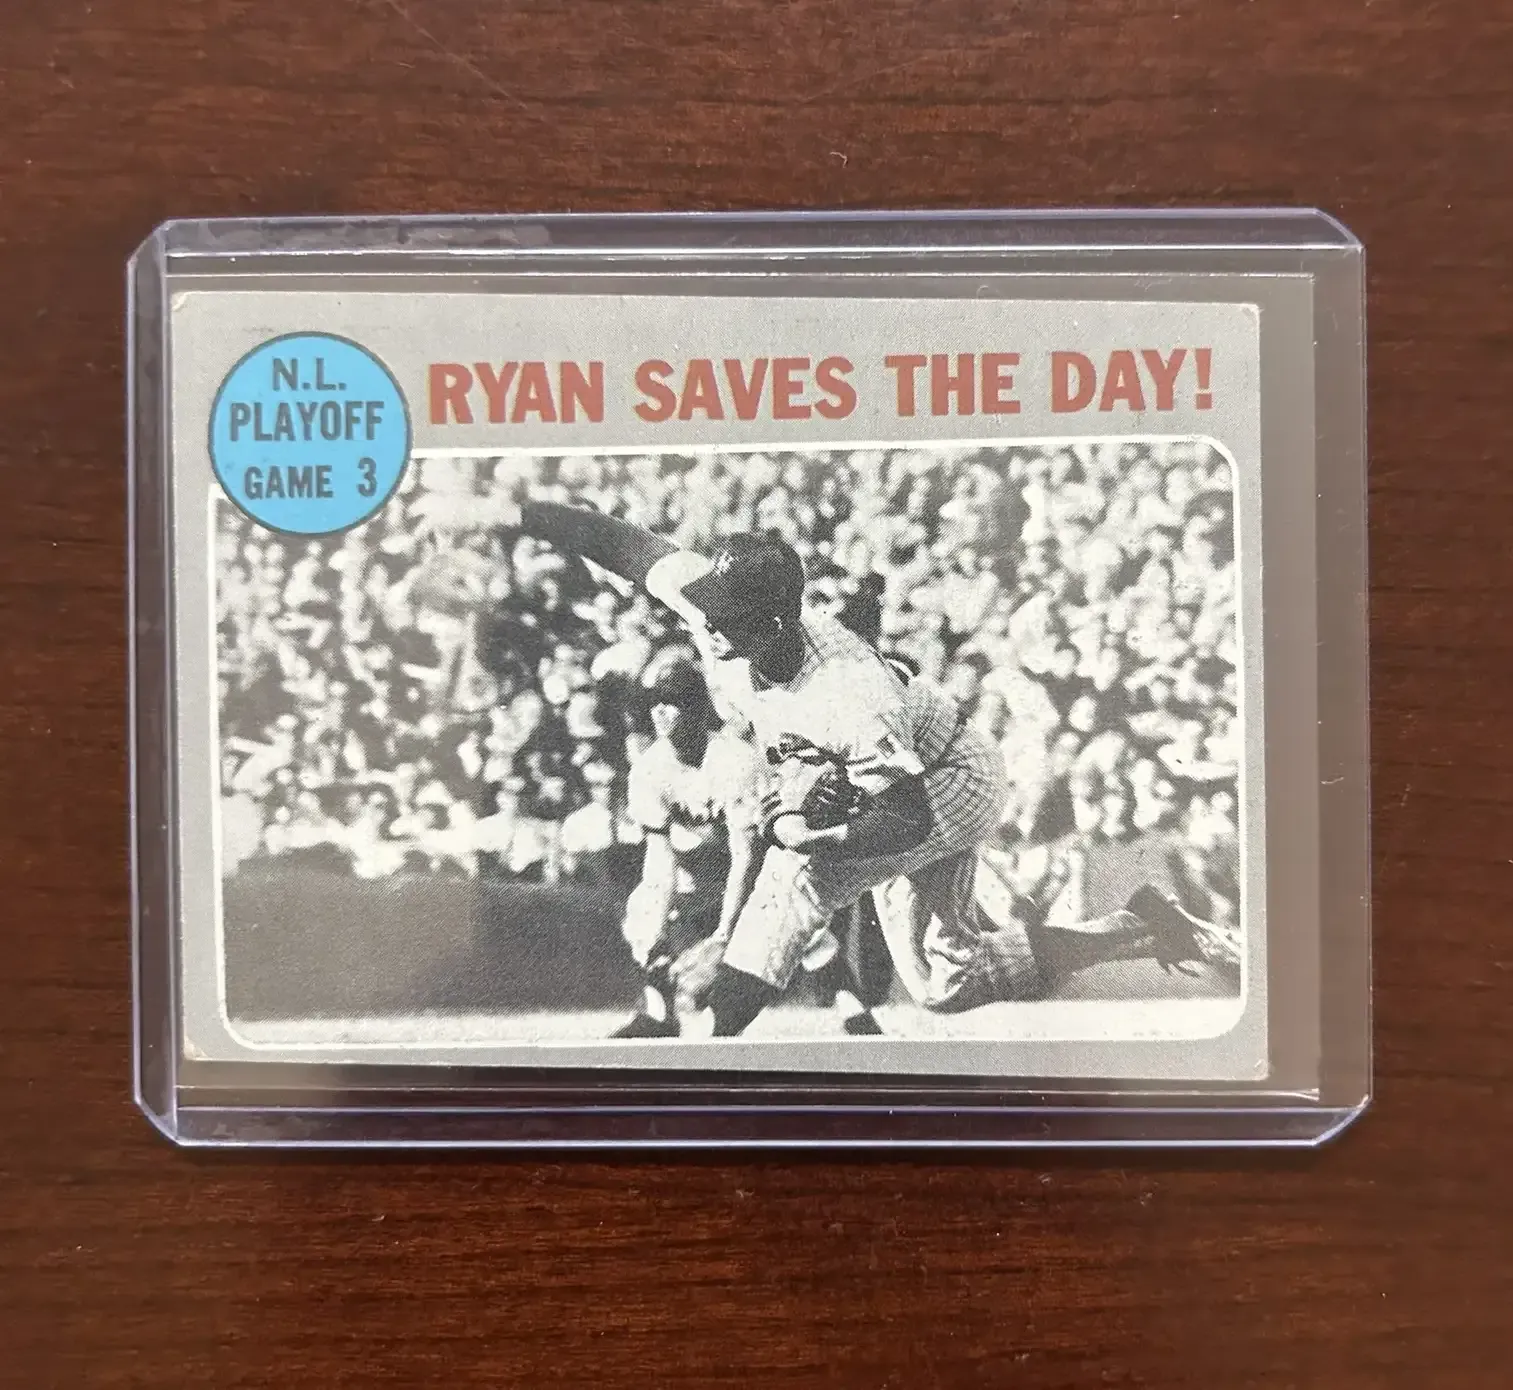 N.L.
PLAYOFF
GAME 3
RYAN SAVES THE DAY!